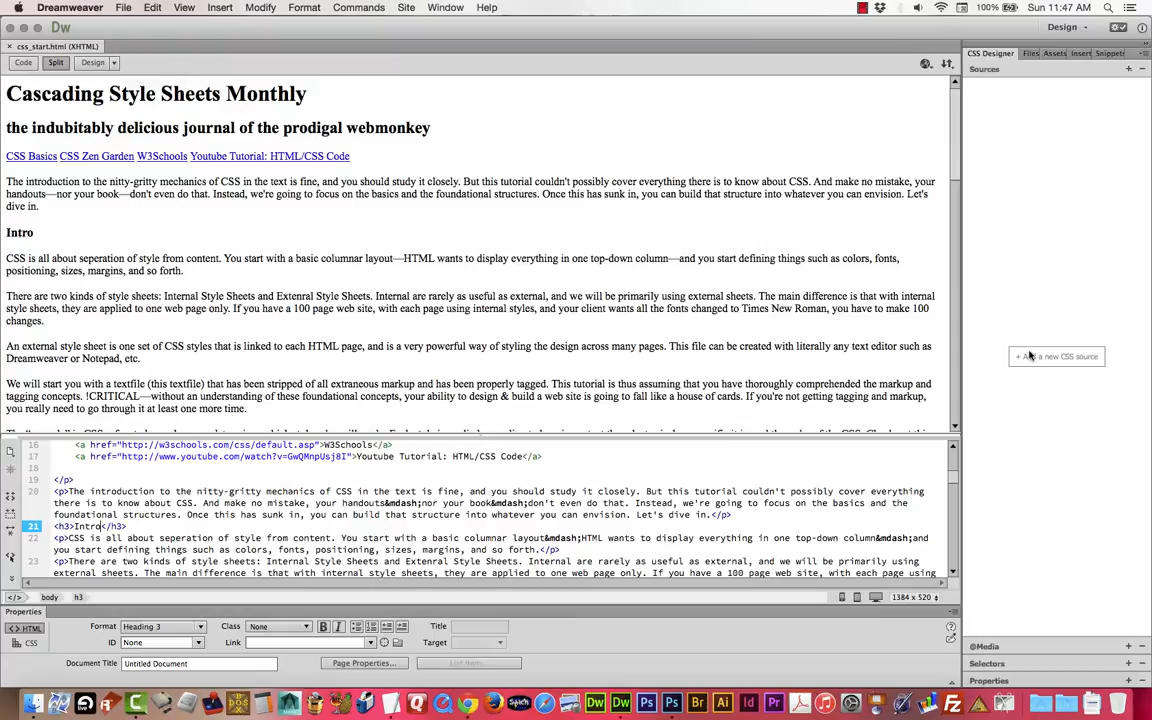 Dreamweaver File Edit View Insert Modify Format Commands Site Window Help 100% Sun 11:47 AM
Dw Design
× css_start.html (XHTML)
Code Split Design
Cascading Style Sheets Monthly
the indubitably delicious journal of the prodigal webmonkey
CSS Basics CSS Zen Garden W3Schools Youtube Tutorial: HTML/CSS Code
The introduction to the nitty-gritty mechanics of CSS in the text is fine, and you should study it closely. But this tutorial couldn't possibly cover everything there is to know about CSS. And make no mistake, your
handouts—nor your book—don't even do that. Instead, we're going to focus on the basics and the foundational structures. Once this has sunk in, you can build that structure into whatever you can envision. Let's
dive in.
Intro
CSS is all about seperation of style from content. You start with a basic columnar layout—HTML wants to display everything in one top-down column—and you start defining things such as colors, fonts,
positioning, sizes, margins, and so forth.
There are two kinds of style sheets: Internal Style Sheets and Extenral Style Sheets. Internal are rarely as useful as external, and we will be primarily using external sheets. The main difference is that with internal
style sheets, they are applied to one web page only. If you have a 100 page web site, with each page using internal styles, and your client wants all the fonts changed to Times New Roman, you have to make 100
changes.
An external style sheet is one set of CSS styles that is linked to each HTML page, and is a very powerful way of styling the design across many pages. This file can be created with literally any text editor such as
Dreamweaver or Notepad, etc.
We will start you with a textfile (this textfile) that has been stripped of all extraneous markup and has been properly tagged. This tutorial is thus assuming that you have thoroughly comprehended the markup and
tagging concepts. !CRITICAL—without an understanding of these foundational concepts, your ability to design & build a web site is going to fall like a house of cards. If you're not getting tagging and markup,
you really need to go through it at least one more time.
16 <a href="http://w3schools.com/css/default.asp">W3Schools</a>
17 <a href="http://www.youtube.com/watch?v=GwQMnpUsj8I">Youtube Tutorial: HTML/CSS Code</a>
18
19 </p>
20 <p>The introduction to the nitty-gritty mechanics of CSS in the text is fine, and you should study it closely. But this tutorial couldn't possibly cover everything
there is to know about CSS. And make no mistake, your handouts&mdash;nor your book&mdash;don't even do that. Instead, we're going to focus on the basics and the
foundational structures. Once this has sunk in, you can build that structure into whatever you can envision. Let's dive in.</p>
21 <h3>Intro</h3>
22 <p>CSS is all about seperation of style from content. You start with a basic columnar layout&mdash;HTML wants to display everything in one top-down column&mdash;and
you start defining things such as colors, fonts, positioning, sizes, margins, and so forth.</p>
23 <p>There are two kinds of style sheets: Internal Style Sheets and Extenral Style Sheets. Internal are rarely as useful as external, and we will be primarily using
external sheets. The main difference is that with internal style sheets, they are applied to one web page only. If you have a 100 page web site, with each page using
</> body h3 1384 x 520
Properties
<> HTML Format Heading 3 Class None B I Title
CSS ID None Link Target
Document Title Untitled Document Page Properties... List Item...
CSS Designer Files Assets Insert Snippets
Sources + −
+ Add a new CSS source
@Media + −
Selectors + −
Properties + −
DOS Splich Dw Dw Ps Ps Br Ai Id Pr Fz